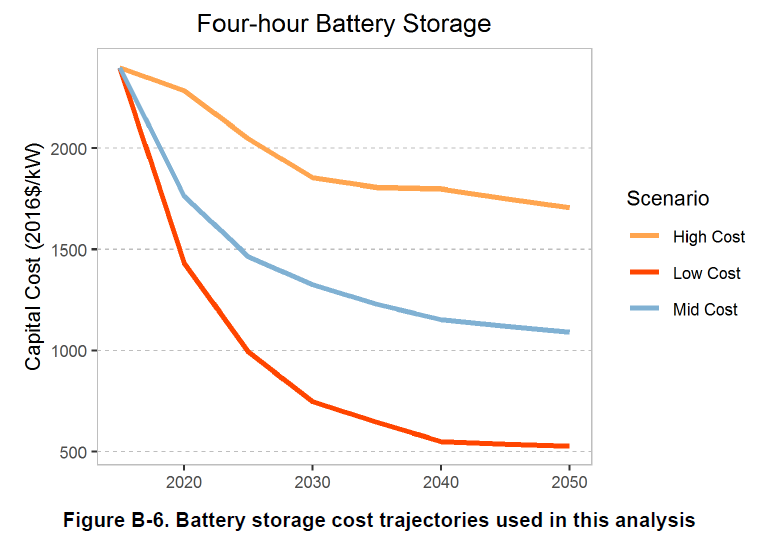 Four-hour Battery Storage
Capital Cost (2016$/kW)
2000
1500
1000
500
2020
2030
2040
2050
Scenario
High Cost
Low Cost
Mid Cost
Figure B-6. Battery storage cost trajectories used in this analysis